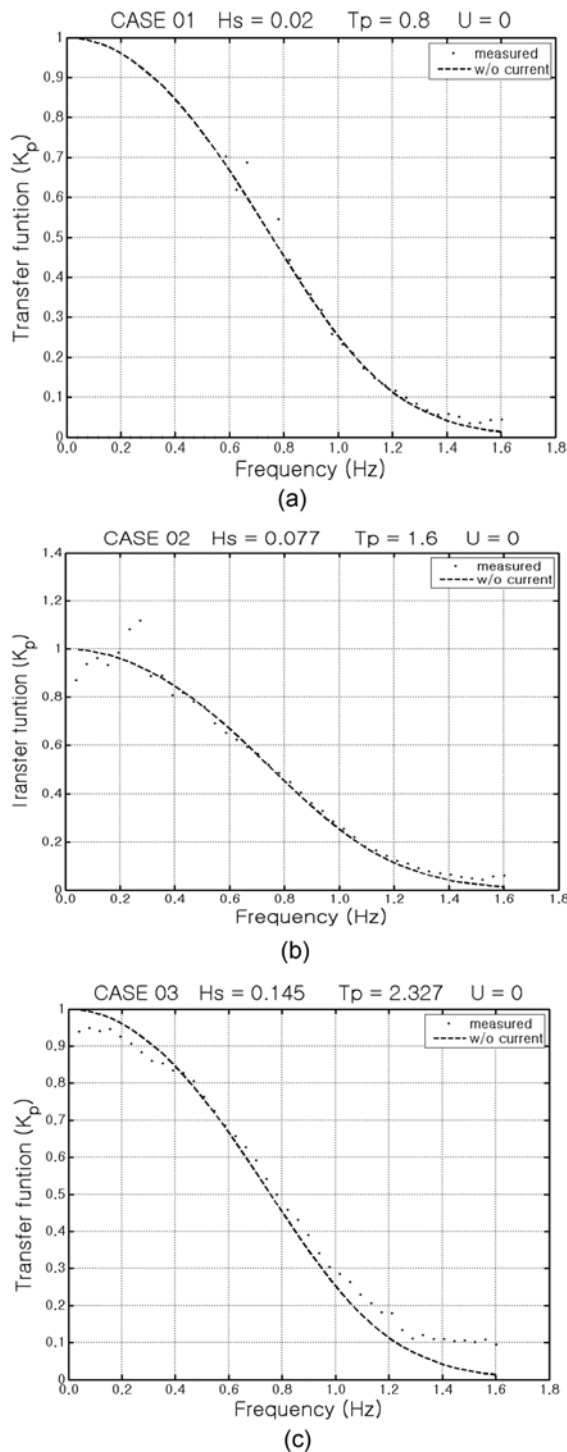 CASE 01 Hs = 0.02 Tp = 0.8 U = 0
measured
w/o current
1
0.9
0.8
0.7
0.6
0.5
0.4
0.3
0.2
0.1
0
Transfer funtion (Kp)
0.0 0.2 0.4 0.6 0.8 1.0 1.2 1.4 1.6 1.8
Frequency (Hz)
(a)
CASE 02 Hs = 0.077 Tp = 1.6 U = 0
measured
w/o current
1.4
1.2
1
0.8
0.6
0.4
0.2
0
Transfer funtion (Kp)
0.0 0.2 0.4 0.6 0.8 1.0 1.2 1.4 1.6 1.8
Frequency (Hz)
(b)
CASE 03 Hs = 0.145 Tp = 2.327 U = 0
measured
w/o current
1
0.9
0.8
0.7
0.6
0.5
0.4
0.3
0.2
0.1
0
Transfer funtion (Kp)
0.0 0.2 0.4 0.6 0.8 1.0 1.2 1.4 1.6 1.8
Frequency (Hz)
(c)